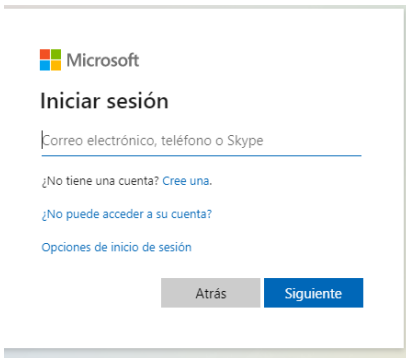 Microsoft
Iniciar sesión
Correo electrónico, teléfono o Skype
¿No tiene una cuenta? Cree una.
¿No puede acceder a su cuenta?
Opciones de inicio de sesión
Atrás Siguiente